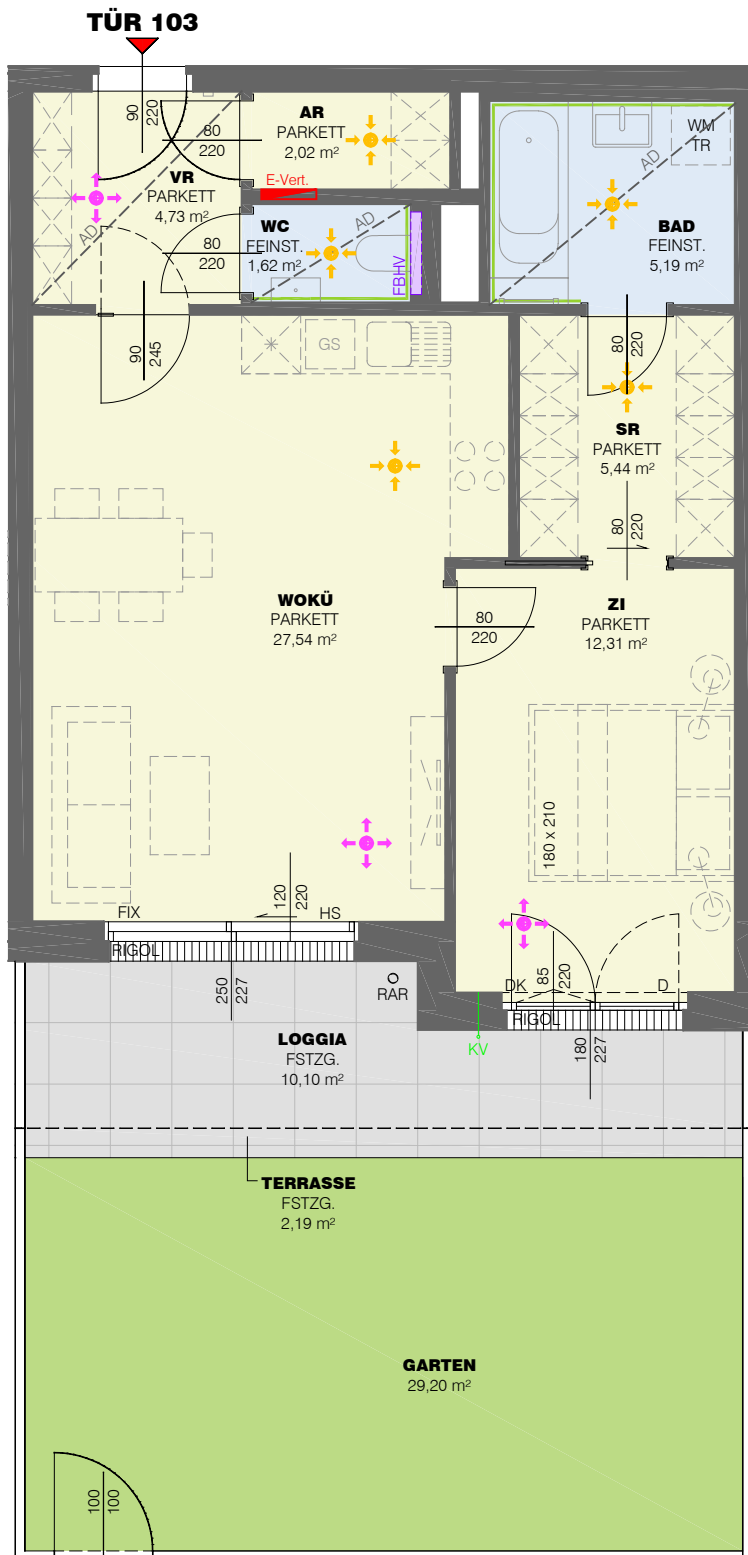 TÜR 103
90
220
80
220
AR
PARKETT
2,02 m²
WM
TR
AD
VR
PARKETT
4,73 m²
AD
E-Vert.
80
220
WC
FEINST.
1,62 m²
AD
FBHV
BAD
FEINST.
5,19 m²
90
245
GS
80
220
SR
PARKETT
5,44 m²
80
220
WOKÜ
PARKETT
27,54 m²
80
220
ZI
PARKETT
12,31 m²
180 x 210
120
220
FIX
HS
RIGOL
250
227
RAR
DK
85
220
D
RIGOL
KV
180
227
LOGGIA
FSTZG.
10,10 m²
TERRASSE
FSTZG.
2,19 m²
GARTEN
29,20 m²
100
100